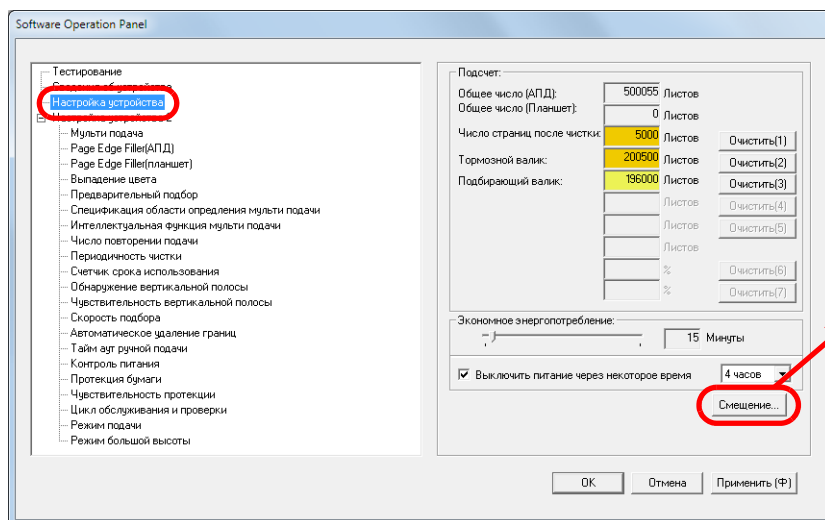 Software Operation Panel
Тестирование
Сведения об устройстве
Настройка устройства
Настройка устройства 2
Мульти подача
Page Edge Filler(АПД)
Page Edge Filler(планшет)
Выпадение цвета
Предварительный подбор
Спецификация области опредления мульти подачи
Интеллектуальная функция мульти подачи
Число повторении подачи
Периодичность чистки
Счетчик срока использования
Обнаружение вертикальной полосы
Чувствительность вертикальной полосы
Скорость подбора
Автоматическое удаление границ
Тайм аут ручной подачи
Контроль питания
Протекция бумаги
Чувствительность протекции
Цикл обслуживания и проверки
Режим подачи
Режим большой высоты
Подсчет:
Общее число (АПД): 500055 Листов
Общее число (Планшет): 0 Листов
Число страниц после чистки: 5000 Листов Очистить(1)
Тормозной валик: 200500 Листов Очистить(2)
Подбирающий валик: 196000 Листов Очистить(3)
Листов Очистить(4)
Листов Очистить(5)
Листов
% Очистить(6)
% Очистить(7)
Экономное энергопотребление:
15 Минуты
Выключить питание через некоторое время 4 часов
Смещение...
OK Отмена Применить (Ф)